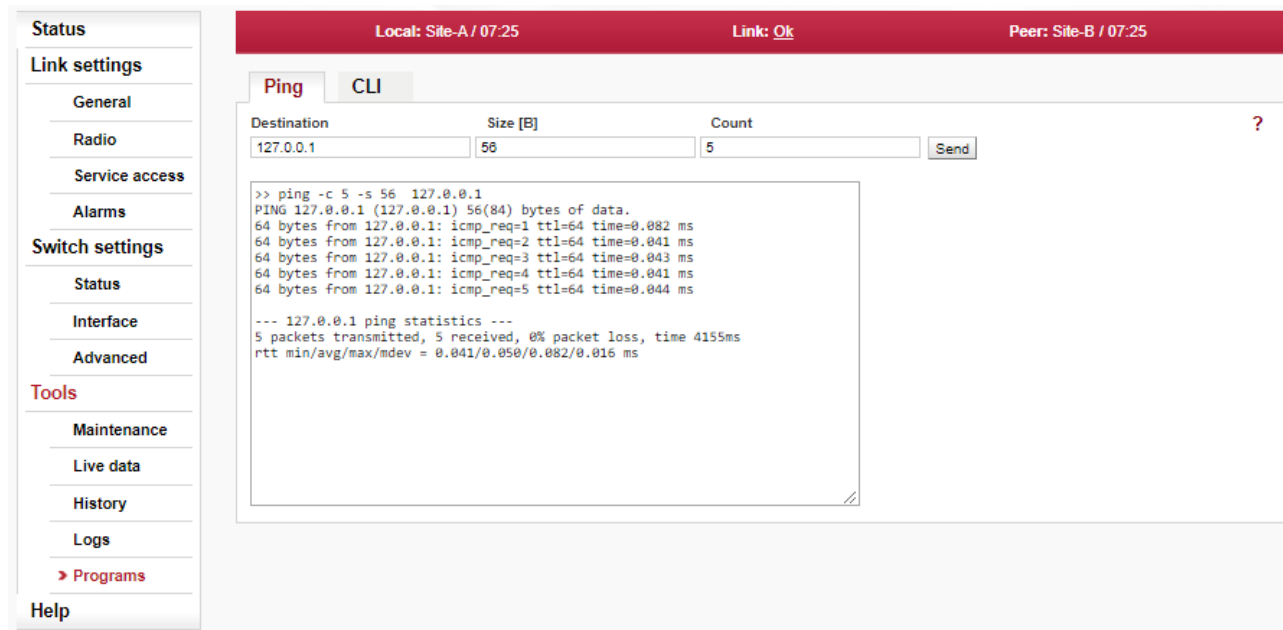 Status
Link settings
General
Radio
Service access
Alarms
Switch settings
Status
Interface
Advanced
Tools
Maintenance
Live data
History
Logs
Programs
Help
Local: Site-A / 07:25 Link: Ok Peer: Site-B / 07:25
Ping CLI
Destination Size [B] Count ?
127.0.0.1 56 5 Send
>> ping -c 5 -s 56  127.0.0.1
PING 127.0.0.1 (127.0.0.1) 56(84) bytes of data.
64 bytes from 127.0.0.1: icmp_req=1 ttl=64 time=0.082 ms
64 bytes from 127.0.0.1: icmp_req=2 ttl=64 time=0.041 ms
64 bytes from 127.0.0.1: icmp_req=3 ttl=64 time=0.043 ms
64 bytes from 127.0.0.1: icmp_req=4 ttl=64 time=0.041 ms
64 bytes from 127.0.0.1: icmp_req=5 ttl=64 time=0.044 ms
--- 127.0.0.1 ping statistics ---
5 packets transmitted, 5 received, 0% packet loss, time 4155ms
rtt min/avg/max/mdev = 0.041/0.050/0.082/0.016 ms